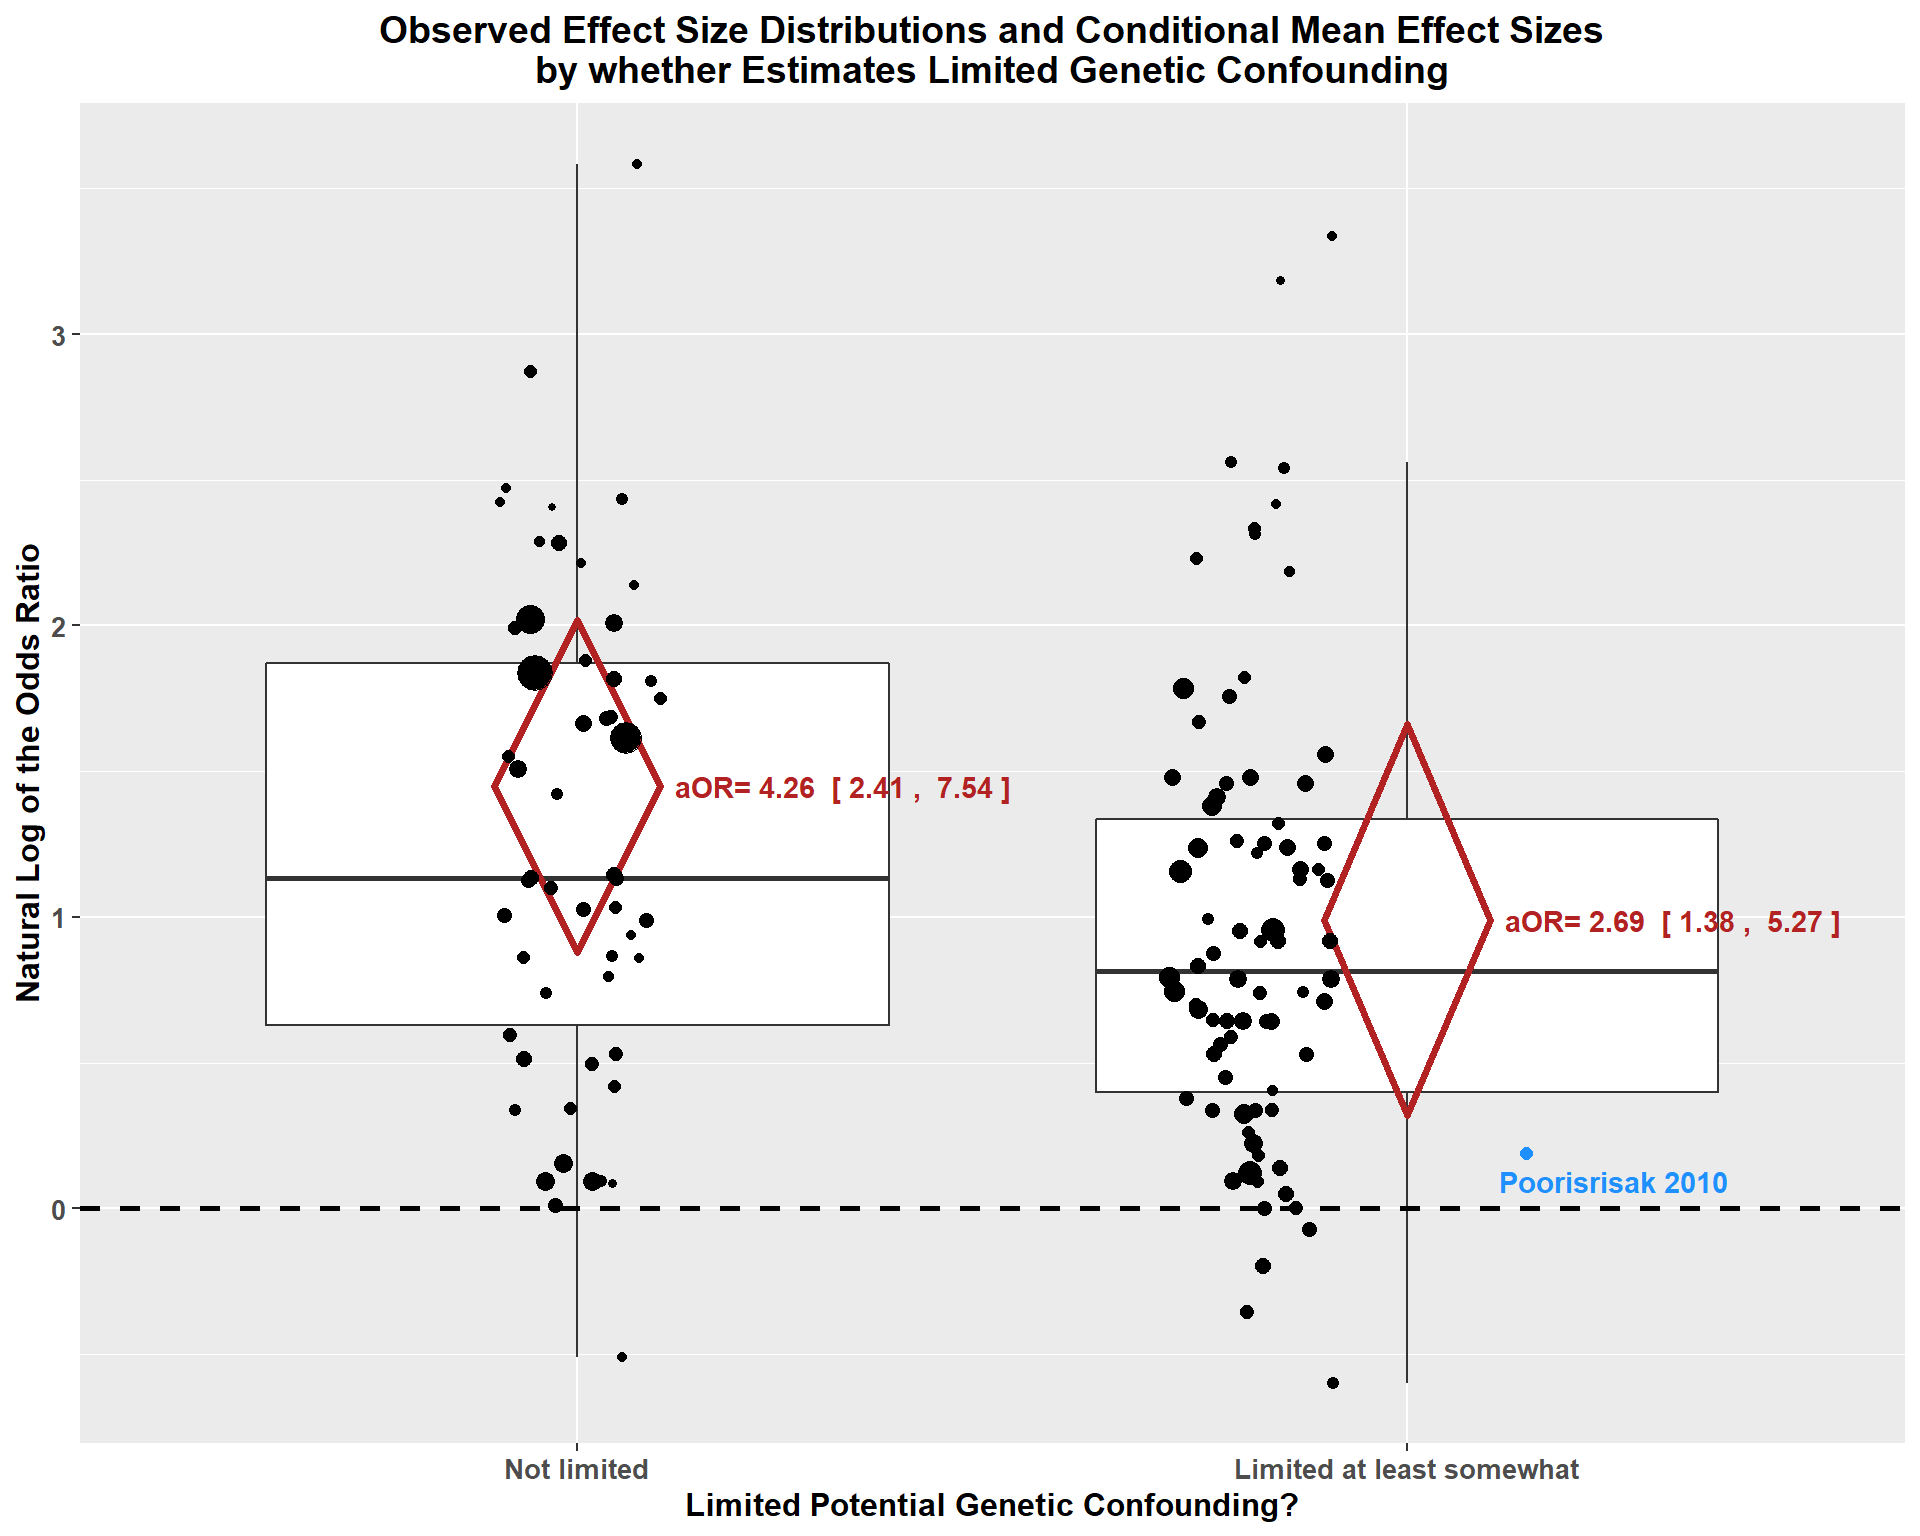 Observed Effect Size Distributions and Conditional Mean Effect Sizes
by whether Estimates Limited Genetic Confounding
Natural Log of the Odds Ratio
3
2
1
0
aOR= 4.26 [ 2.41 , 7.54 ]
aOR= 2.69 [ 1.38 , 5.27 ]
Poorisrisak 2010
Not limited
Limited at least somewhat
Limited Potential Genetic Confounding?